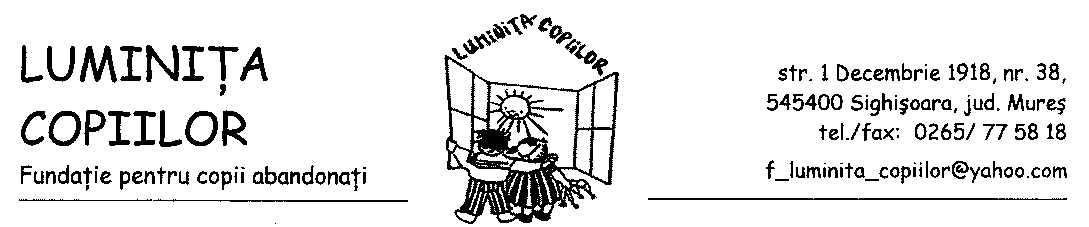 LUMINIȚA
COPIILOR
Fundație pentru copii abandonați
LUMINIȚA COPIILOR
str. 1 Decembrie 1918, nr. 38,
545400 Sighişoara, jud. Mureş
tel./fax: 0265/ 77 58 18
f_luminita_copiilor@yahoo.com